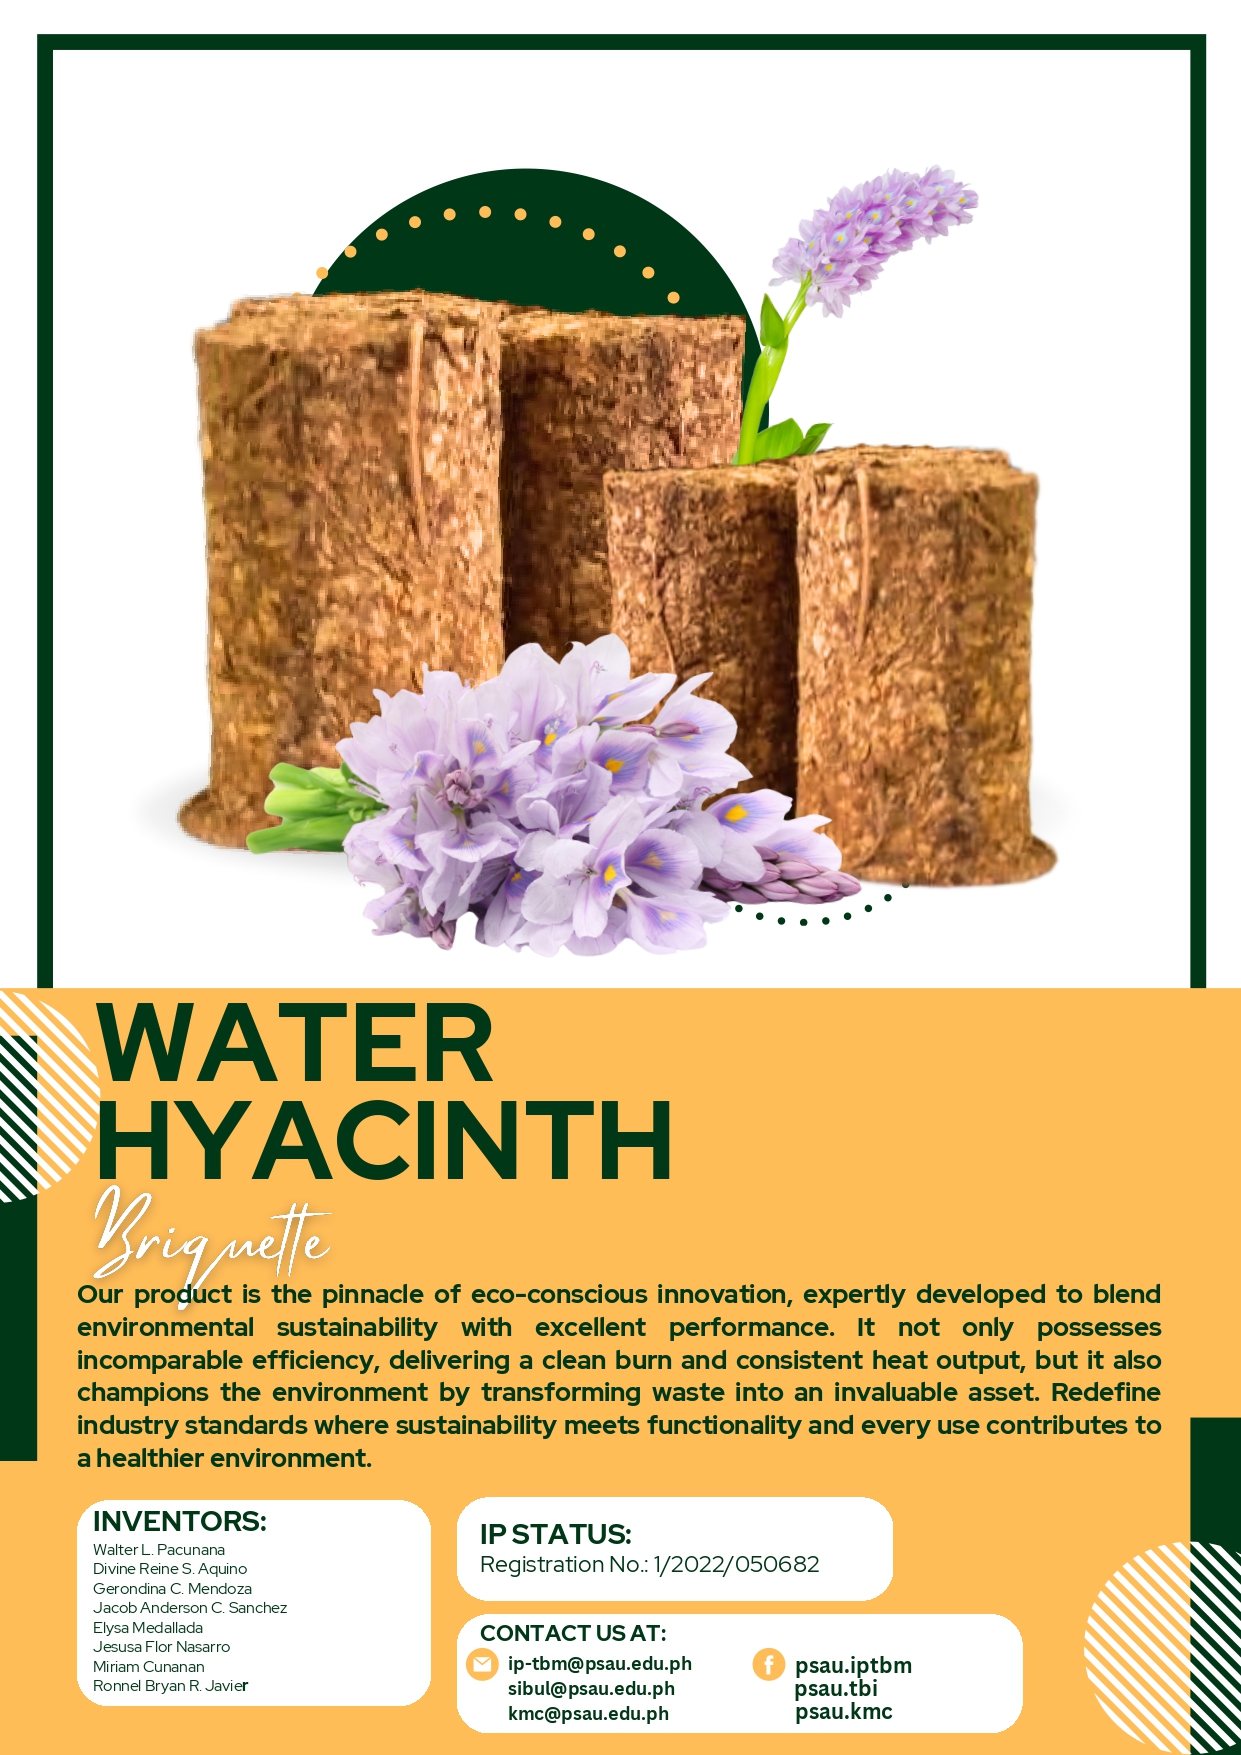 WATER
HYACINTH
Briquette
Our product is the pinnacle of eco-conscious innovation, expertly developed to blend
environmental sustainability with excellent performance. It not only possesses
incomparable efficiency, delivering a clean burn and consistent heat output, but it also
champions the environment by transforming waste into an invaluable asset. Redefine
industry standards where sustainability meets functionality and every use contributes to
a healthier environment.
INVENTORS:
Walter L. Pacunana
Divine Reine S. Aquino
Gerondina C. Mendoza
Jacob Anderson C. Sanchez
Elysa Medallada
Jesusa Flor Nasarro
Miriam Cunanan
Ronnel Bryan R. Javier
IP STATUS:
Registration No.: 1/2022/050682
CONTACT US AT:
ip-tbm@psau.edu.ph
sibul@psau.edu.ph
kmc@psau.edu.ph
psau.iptbm
psau.tbi
psau.kmc